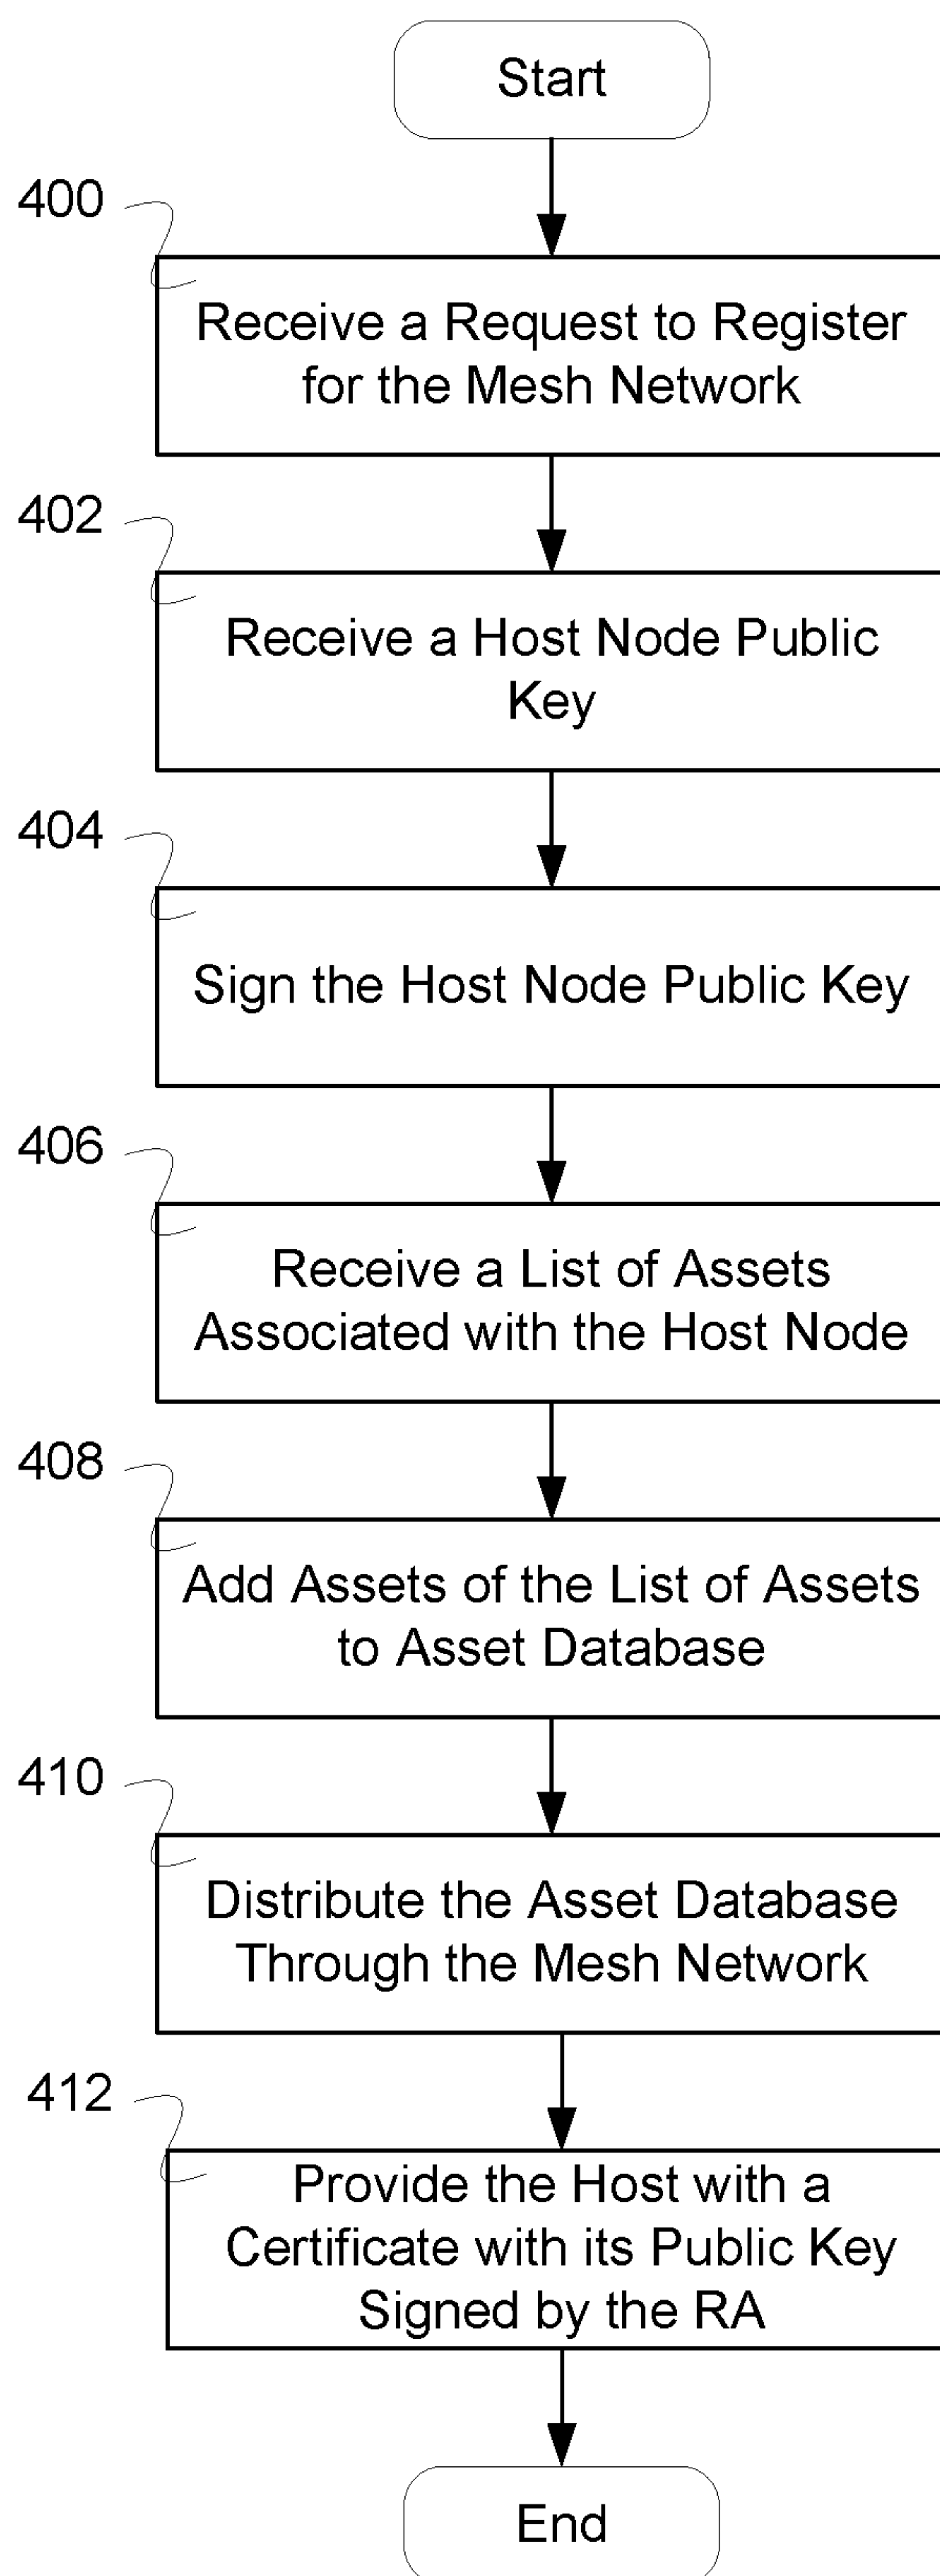 Start
400
Receive a Request to Register
for the Mesh Network
402
Receive a Host Node Public
Key
404
Sign the Host Node Public Key
406
Receive a List of Assets
Associated with the Host Node
408
Add Assets of the List of Assets
to Asset Database
410
Distribute the Asset Database
Through the Mesh Network
412
Provide the Host with a
Certificate with its Public Key
Signed by the RA
End